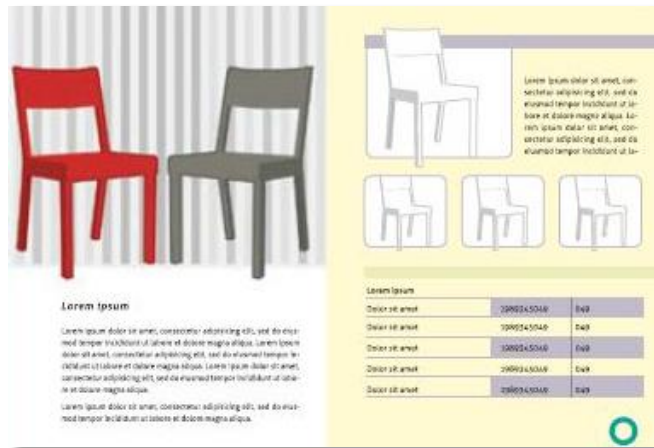 Lorem ipsum
Lorem ipsum dolor sit amet, consectetur adipisicing elit, sed do eius-
mod tempor incididunt ut labore et dolore magna aliqua. Lorem ipsum
dolor sit amet, consectetur adipisicing elit, sed do eiusmod tempor in-
cididunt ut labore et dolore magna aliqua. Lorem ipsum dolor sit amet,
consectetur adipisicing elit, sed do eiusmod tempor incididunt ut labo-
re et dolore magna aliqua.
Lorem ipsum dolor sit amet, consectetur adipisicing elit, sed do eius-
mod tempor incididunt ut labore et dolore magna aliqua.
Lorem ipsum dolor sit amet, con-
sectetur adipisicing elit, sed do
eiusmod tempor incididunt ut la-
bore et dolore magna aliqua. Lo-
rem ipsum dolor sit amet, con-
sectetur adipisicing elit, sed do
eiusmod tempor incididunt ut la-
Lorem ipsum
Dolor sit amet 049
Dolor sit amet 049
Dolor sit amet 049
Dolor sit amet 049
Dolor sit amet 049